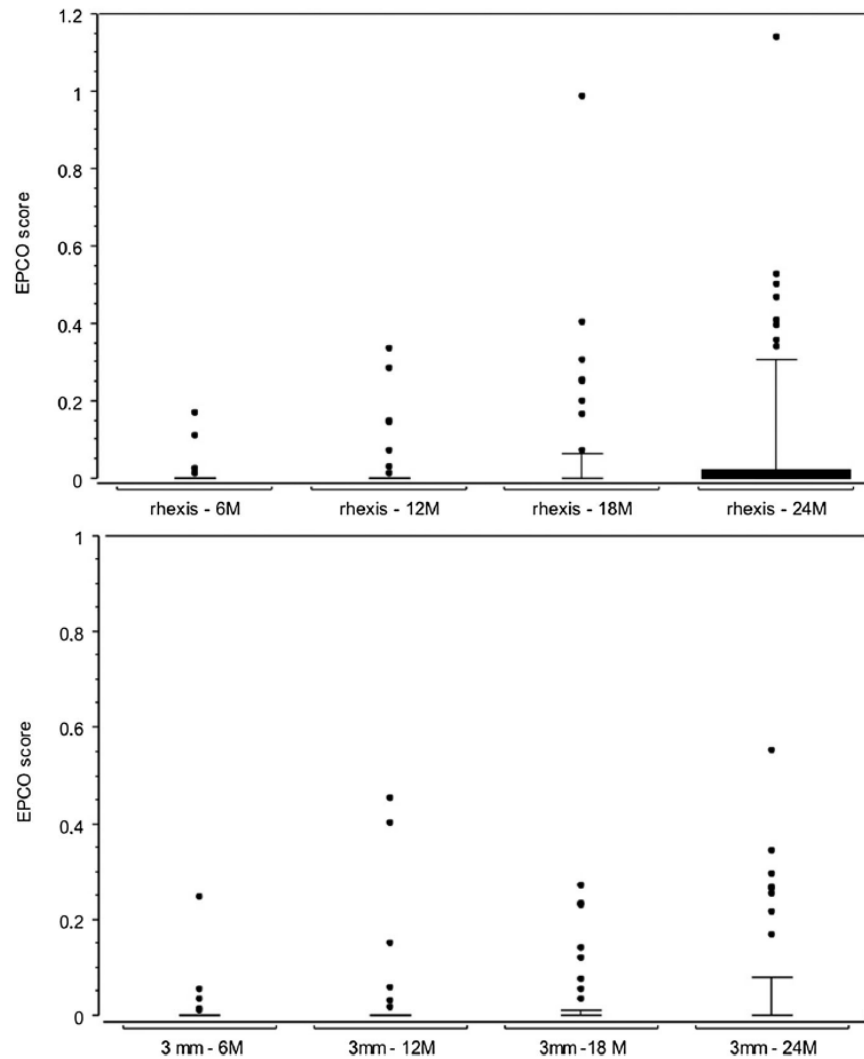 1.2
1
0.8
0.6
0.4
0.2
0
EPCO score
rhexis - 6M
rhexis - 12M
rhexis - 18M
rhexis - 24M
1
0.8
0.6
0.4
0.2
0
EPCO score
3 mm - 6M
3mm - 12M
3mm -18 M
3mm - 24M